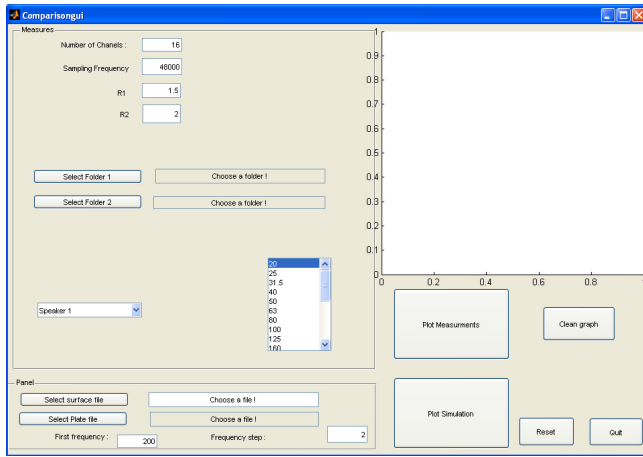 Comparisongui
Measures
Number of Chanels : 16
Sampling Frequency 48000
R1 1.5
R2 2
Select Folder 1 Choose a folder !
Select Folder 2 Choose a folder !
20
25
31.5
40
50
63
80
100
125
160
Speaker 1
1
0.9
0.8
0.7
0.6
0.5
0.4
0.3
0.2
0.1
0
0 0.2 0.4 0.6 0.8
Plot Measurments
Clean graph
Panel
Select surface file Choose a file !
Select Plate file Choose a file !
First frequency : 200 Frequency step : 2
Plot Simulation
Reset
Quit